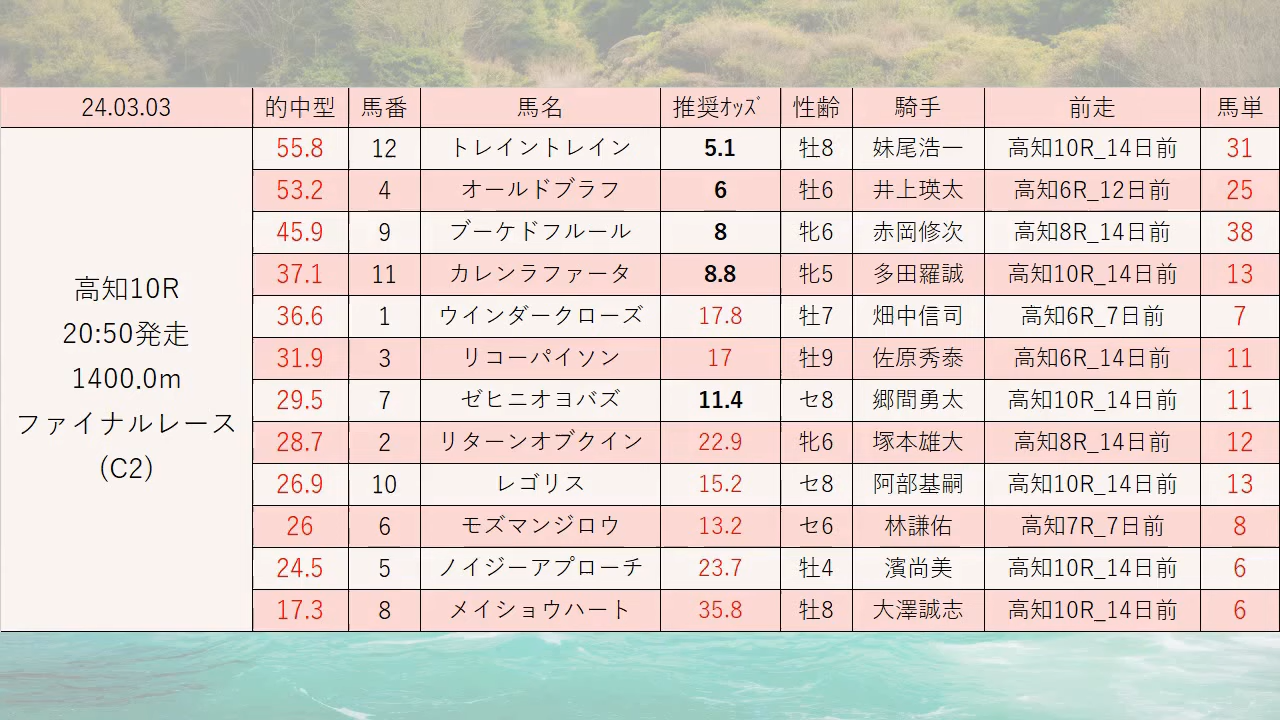 24.03.03 的中型 馬番 馬名 推奨ｵｯｽﾞ 性齢 騎手 前走 馬単
高知10R
20:50発走
1400.0m
ファイナルレース
(C2)
55.8 12 トレイントレイン 5.1 牡8 妹尾浩一 高知10R_14日前 31
53.2 4 オールドブラフ 6 牡6 井上瑛太 高知6R_12日前 25
45.9 9 ブーケドフルール 8 牝6 赤岡修次 高知8R_14日前 38
37.1 11 カレンラファータ 8.8 牝5 多田羅誠 高知10R_14日前 13
36.6 1 ウインダークローズ 17.8 牡7 畑中信司 高知6R_7日前 7
31.9 3 リコーパイソン 17 牡9 佐原秀泰 高知6R_14日前 11
29.5 7 ゼヒニオヨバズ 11.4 セ8 郷間勇太 高知10R_14日前 11
28.7 2 リターンオブクイン 22.9 牝6 塚本雄大 高知8R_14日前 12
26.9 10 レゴリス 15.2 セ8 阿部基嗣 高知10R_14日前 13
26 6 モズマンジロウ 13.2 セ6 林謙佑 高知7R_7日前 8
24.5 5 ノイジーアプローチ 23.7 牡4 濱尚美 高知10R_14日前 6
17.3 8 メイショウハート 35.8 牡8 大澤誠志 高知10R_14日前 6